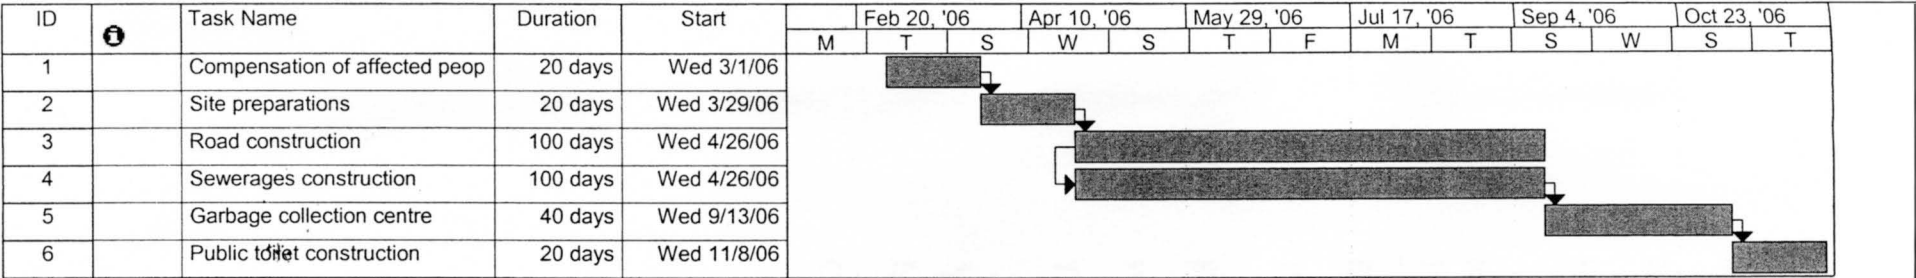 ID Task Name Duration Start Feb 20, '06 Apr 10, '06 May 29, '06 Jul 17, '06 Sep 4, '06 Oct 23, '06
M T S W S T F M T S W S T
1 Compensation of affected peop 20 days Wed 3/1/06
2 Site preparations 20 days Wed 3/29/06
3 Road construction 100 days Wed 4/26/06
4 Sewerages construction 100 days Wed 4/26/06
5 Garbage collection centre 40 days Wed 9/13/06
6 Public toilet construction 20 days Wed 11/8/06